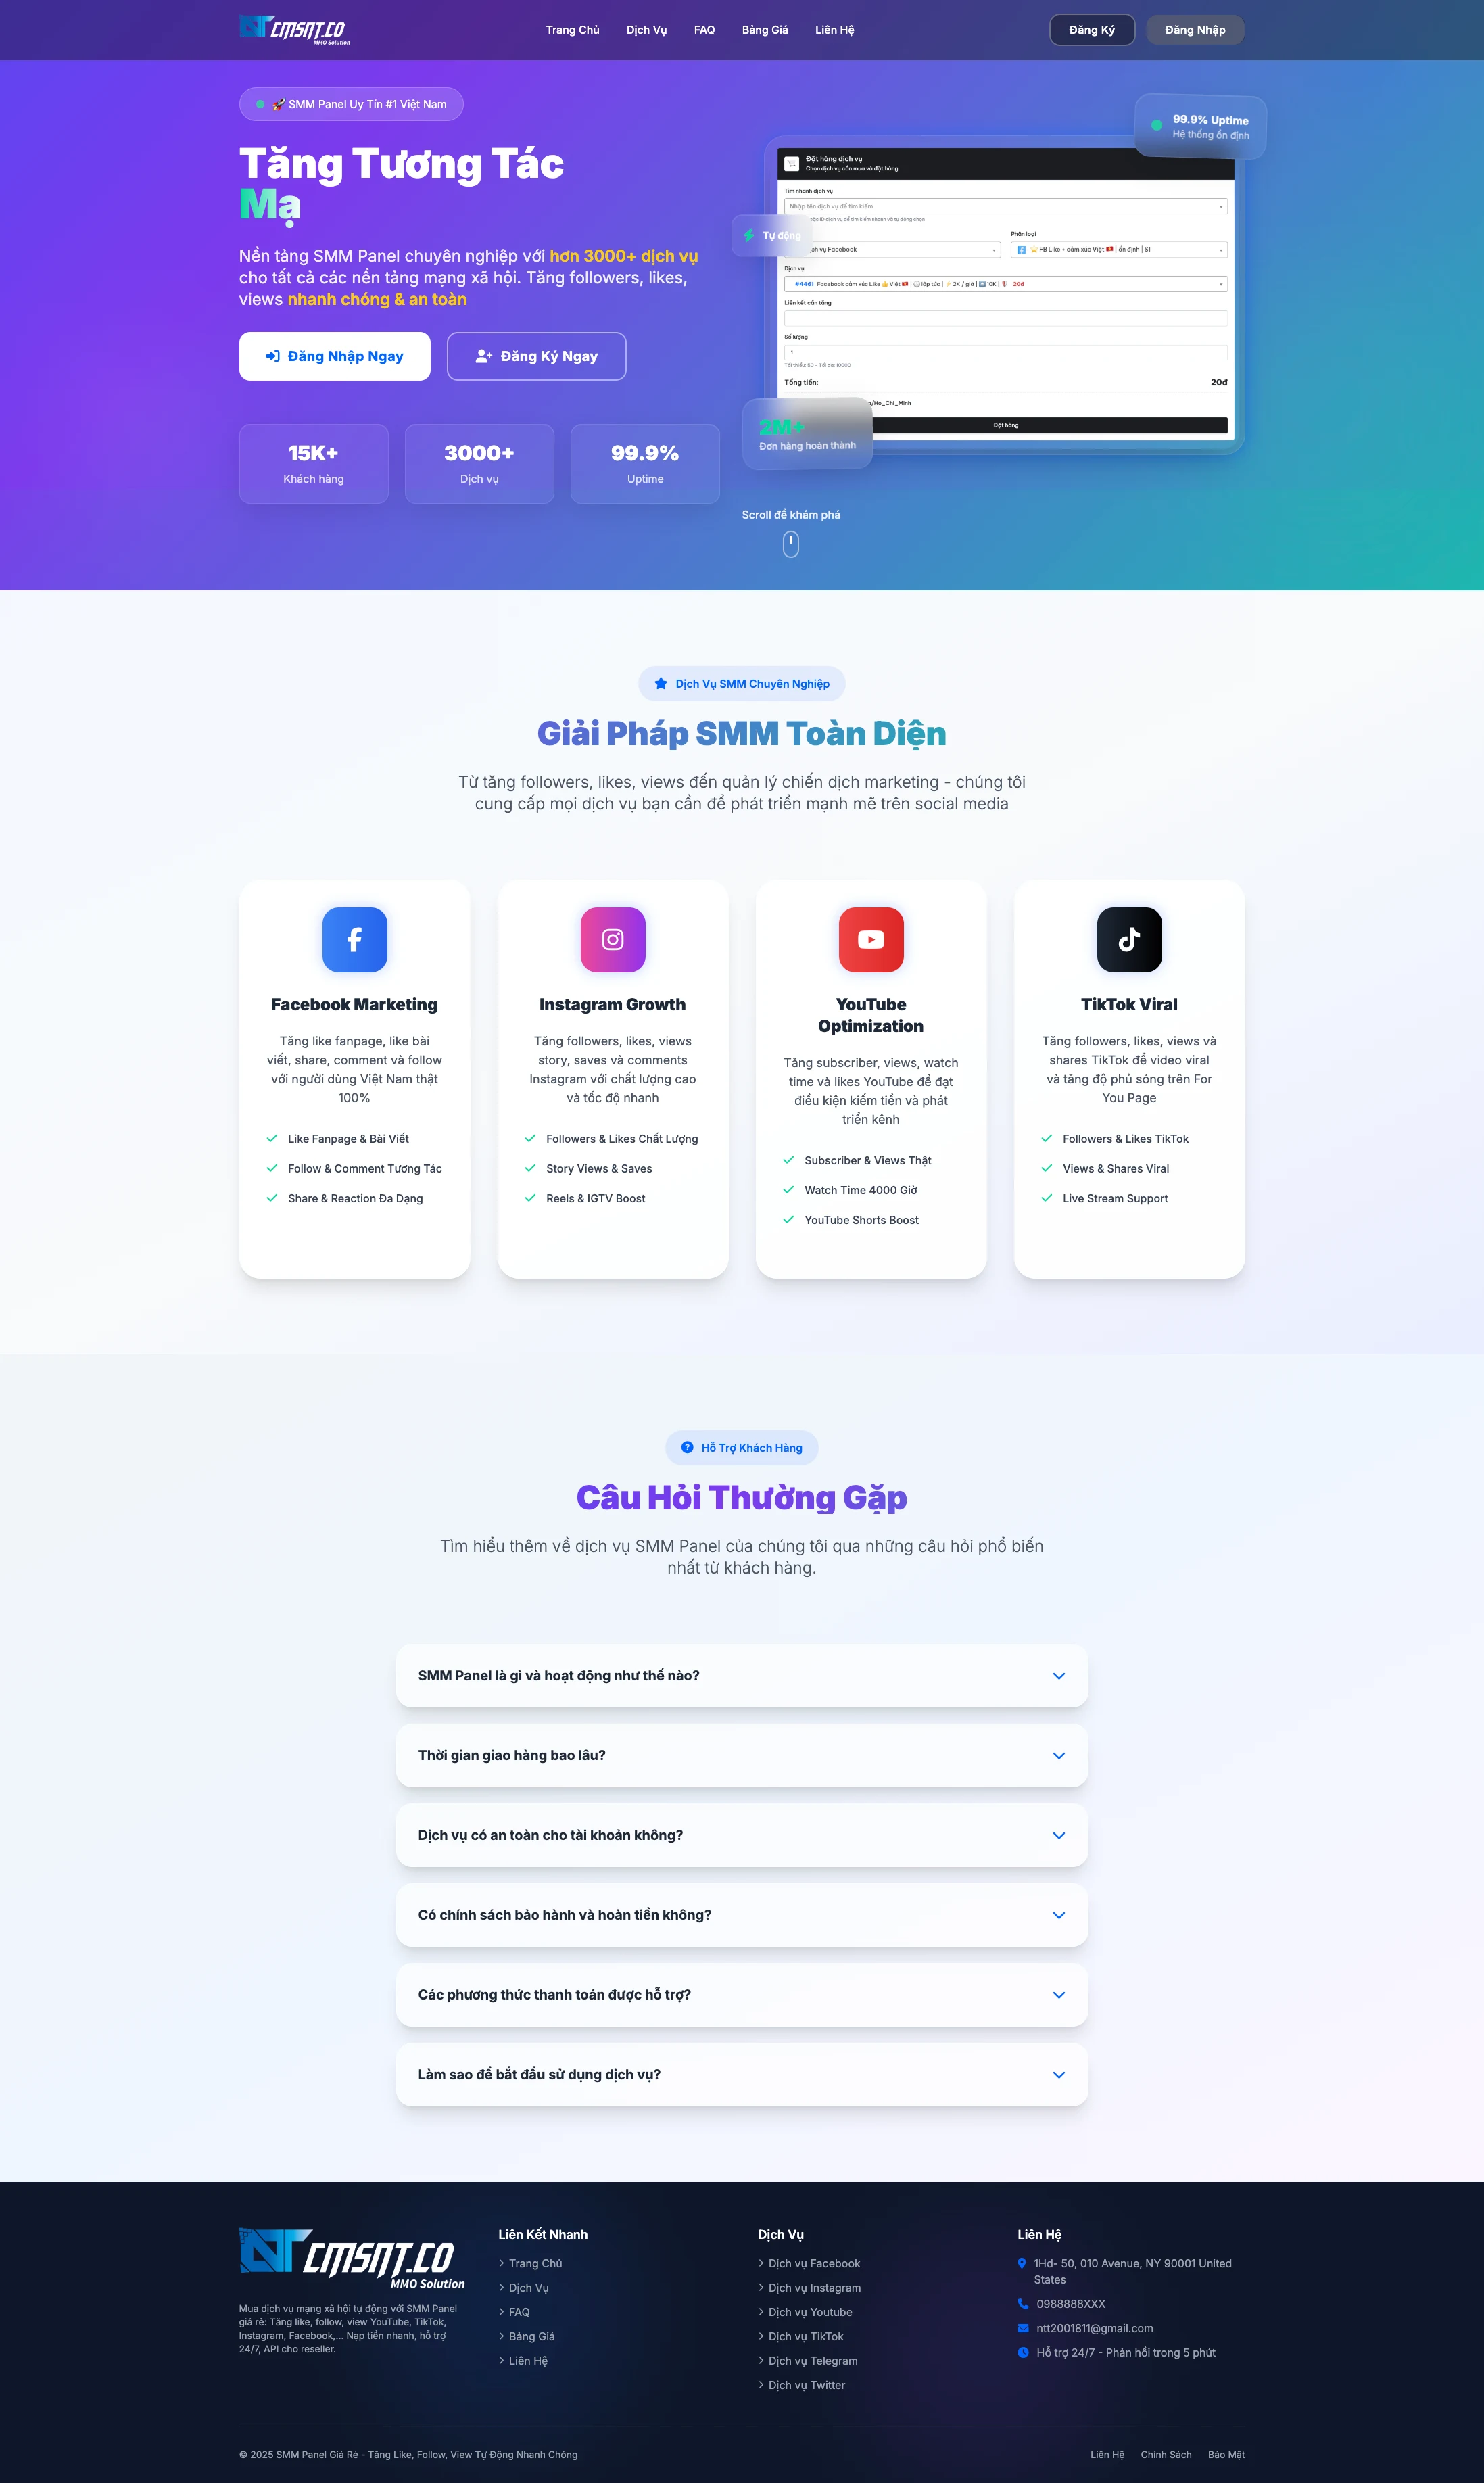 CMSNT.CO
MMO Solution
Trang Chủ
Dịch Vụ
FAQ
Bảng Giá
Liên Hệ
Đăng Ký
Đăng Nhập
🚀 SMM Panel Uy Tín #1 Việt Nam
Tăng Tương Tác
Mạ
Nền tảng SMM Panel chuyên nghiệp với hơn 3000+ dịch vụ
cho tất cả các nền tảng mạng xã hội. Tăng followers, likes,
views nhanh chóng & an toàn
Đăng Nhập Ngay
Đăng Ký Ngay
15K+
Khách hàng
3000+
Dịch vụ
99.9%
Uptime
99.9% Uptime
Hệ thống ổn định
Đặt hàng dịch vụ
Chọn dịch vụ cần mua và đặt hàng
Tìm nhanh dịch vụ
Nhập tên dịch vụ để tìm kiếm
ID dịch vụ để tìm kiếm nhanh và tự động chọn
Tự động
Phân loại
vụ Facebook
FB Like + cảm xúc Việt 🇻🇳 | ổn định | S1
Dịch vụ
#4461 Facebook cảm xúc Like 👍 Việt 🇻🇳 | lập tức | ⚡ 2K / giờ | 10K | 20đ
Liên kết cần tăng
Số lượng
1
Tối thiểu: 50 - Tối đa: 10000
Tổng tiền:
20đ
/Ho_Chi_Minh
Đặt hàng
2M+
Đơn hàng hoàn thành
Scroll để khám phá
Dịch Vụ SMM Chuyên Nghiệp
Giải Pháp SMM Toàn Diện
Từ tăng followers, likes, views đến quản lý chiến dịch marketing - chúng tôi
cung cấp mọi dịch vụ bạn cần để phát triển mạnh mẽ trên social media
Facebook Marketing
Tăng like fanpage, like bài
viết, share, comment và follow
với người dùng Việt Nam thật
100%
Like Fanpage & Bài Viết
Follow & Comment Tương Tác
Share & Reaction Đa Dạng
Instagram Growth
Tăng followers, likes, views
story, saves và comments
Instagram với chất lượng cao
và tốc độ nhanh
Followers & Likes Chất Lượng
Story Views & Saves
Reels & IGTV Boost
YouTube
Optimization
Tăng subscriber, views, watch
time và likes YouTube để đạt
điều kiện kiếm tiền và phát
triển kênh
Subscriber & Views Thật
Watch Time 4000 Giờ
YouTube Shorts Boost
TikTok Viral
Tăng followers, likes, views và
shares TikTok để video viral
và tăng độ phủ sóng trên For
You Page
Followers & Likes TikTok
Views & Shares Viral
Live Stream Support
Hỗ Trợ Khách Hàng
Câu Hỏi Thường Gặp
Tìm hiểu thêm về dịch vụ SMM Panel của chúng tôi qua những câu hỏi phổ biến
nhất từ khách hàng.
SMM Panel là gì và hoạt động như thế nào?
Thời gian giao hàng bao lâu?
Dịch vụ có an toàn cho tài khoản không?
Có chính sách bảo hành và hoàn tiền không?
Các phương thức thanh toán được hỗ trợ?
Làm sao để bắt đầu sử dụng dịch vụ?
CMSNT.CO
MMO Solution
Mua dịch vụ mạng xã hội tự động với SMM Panel
giá rẻ: Tăng like, follow, view YouTube, TikTok,
Instagram, Facebook,... Nạp tiền nhanh, hỗ trợ
24/7, API cho reseller.
Liên Kết Nhanh
Trang Chủ
Dịch Vụ
FAQ
Bảng Giá
Liên Hệ
Dịch Vụ
Dịch vụ Facebook
Dịch vụ Instagram
Dịch vụ Youtube
Dịch vụ TikTok
Dịch vụ Telegram
Dịch vụ Twitter
Liên Hệ
1Hd- 50, 010 Avenue, NY 90001 United
States
0988888XXX
ntt2001811@gmail.com
Hỗ trợ 24/7 - Phản hồi trong 5 phút
© 2025 SMM Panel Giá Rẻ - Tăng Like, Follow, View Tự Động Nhanh Chóng
Liên Hệ
Chính Sách
Bảo Mật